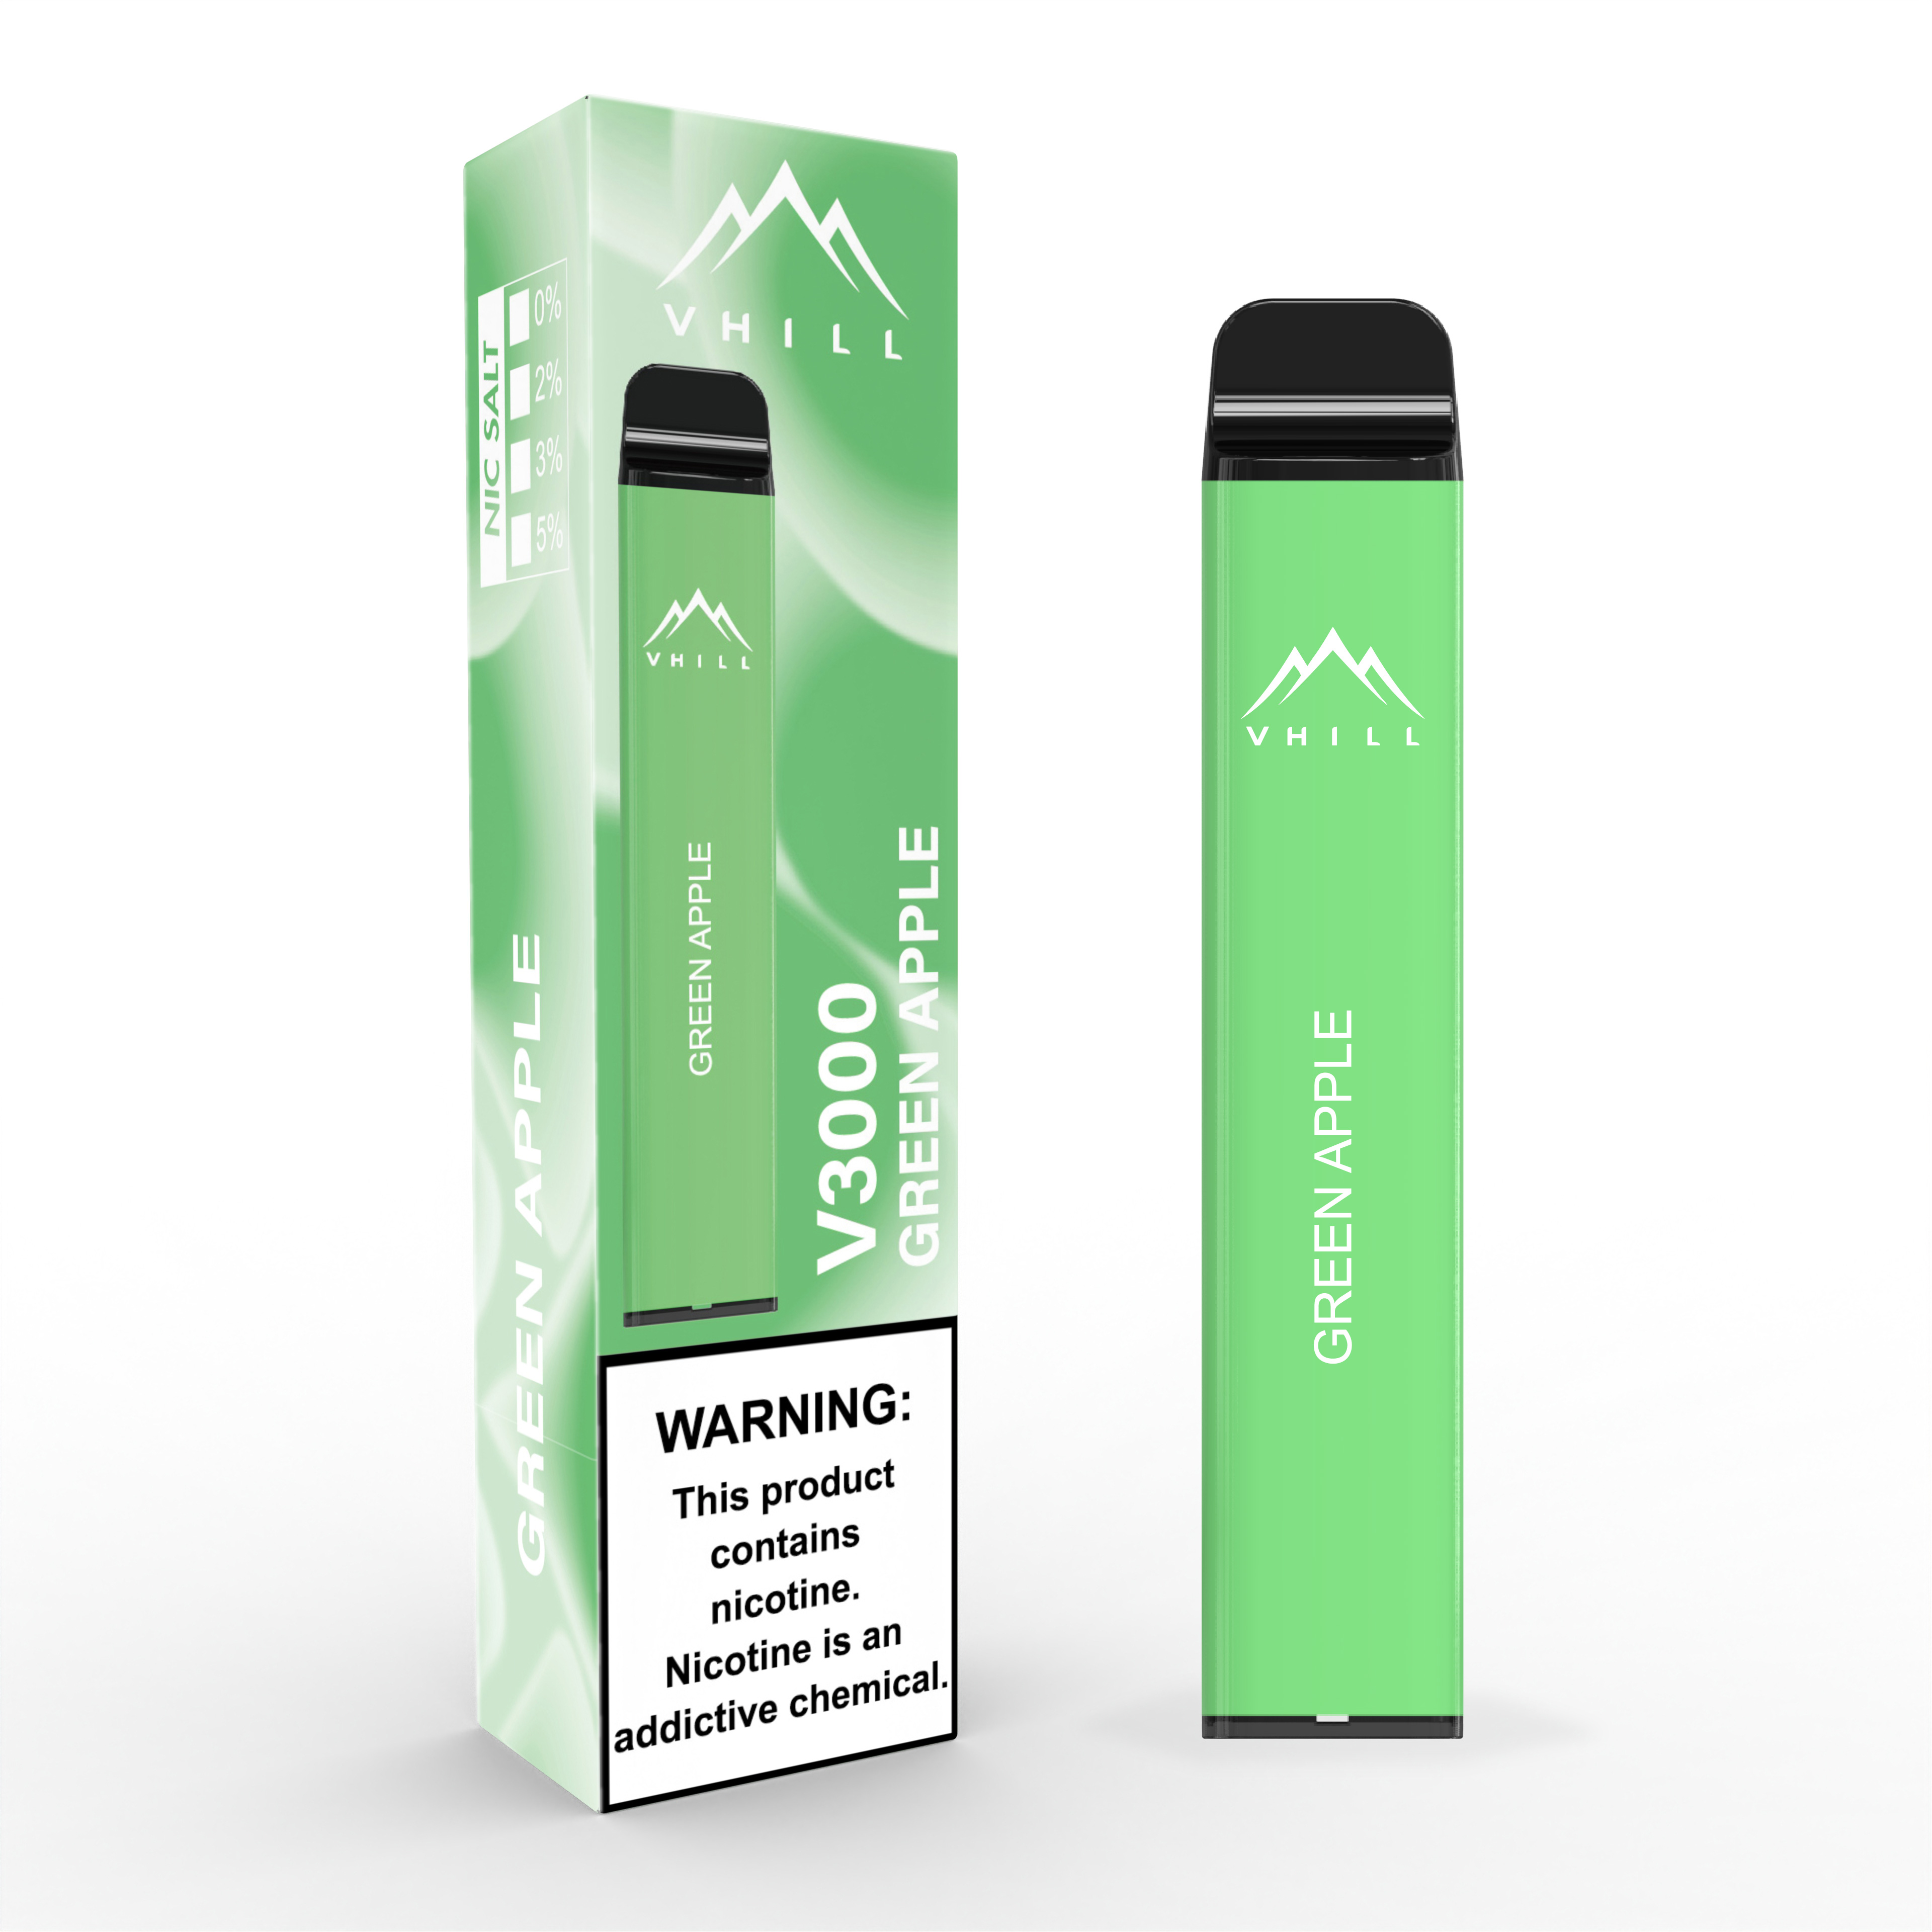 NIC SALT
0%
2%
3%
5%
GREEN APPLE
VHILL
VHILL
GREEN APPLE
V3000
GREEN APPLE
WARNING:
This product
contains
nicotine.
Nicotine is an
addictive chemical.
VHILL
GREEN APPLE